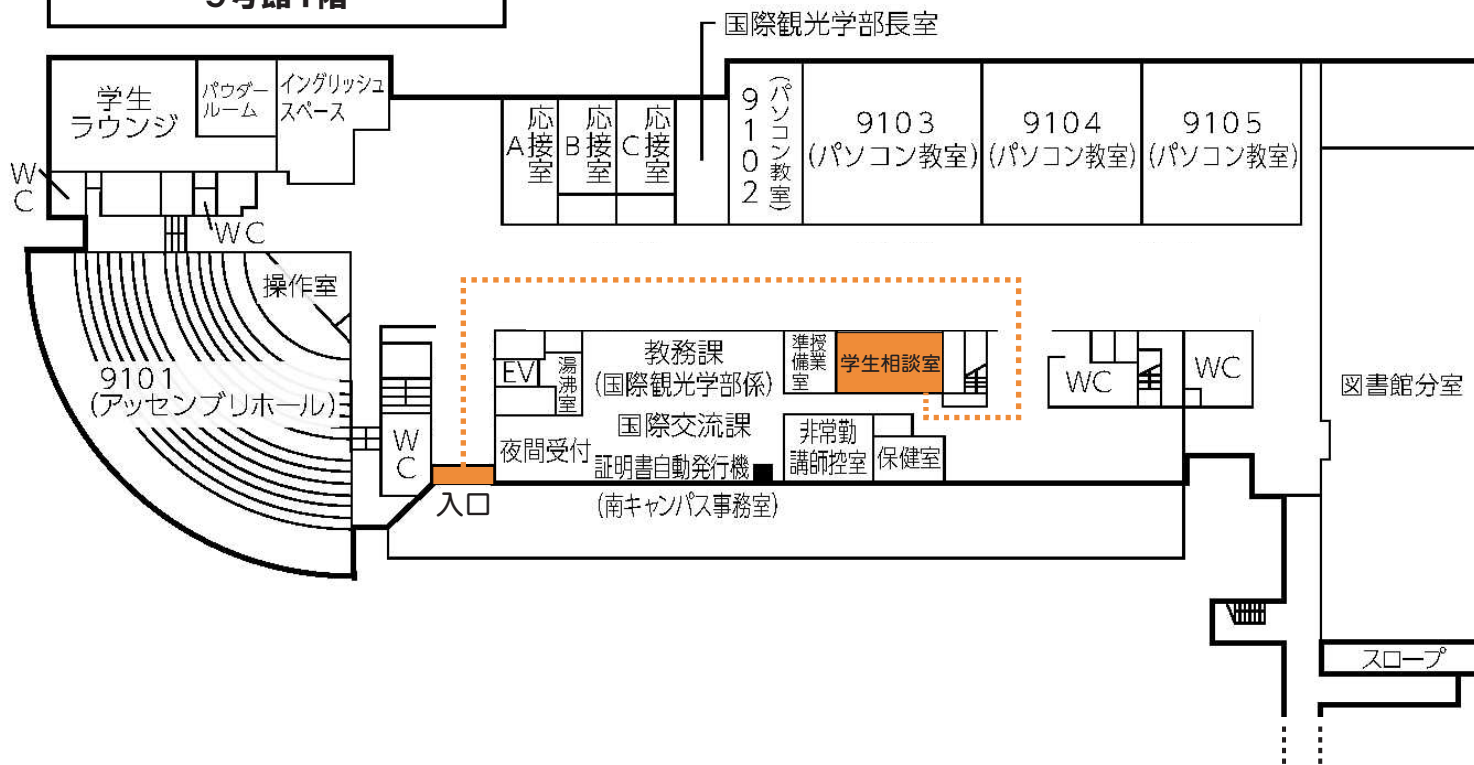 号館1階
国際観光学部長室
学生
ラウンジ
パウダー
ルーム
イングリッシュ
スペース
応接室A
応接室B
応接室C
9102
(パソコン教室)
9103
(パソコン教室)
9104
(パソコン教室)
9105
(パソコン教室)
WC
WC
操作室
9101
(アッセンブリホール)
WC
EV
湯沸室
教務課
(国際観光学部係)
国際交流課
夜間受付
証明書自動発行機
授業
準備室
学生相談室
非常勤
講師控室
保健室
WC
WC
図書館分室
入口
(南キャンパス事務室)
スロープ